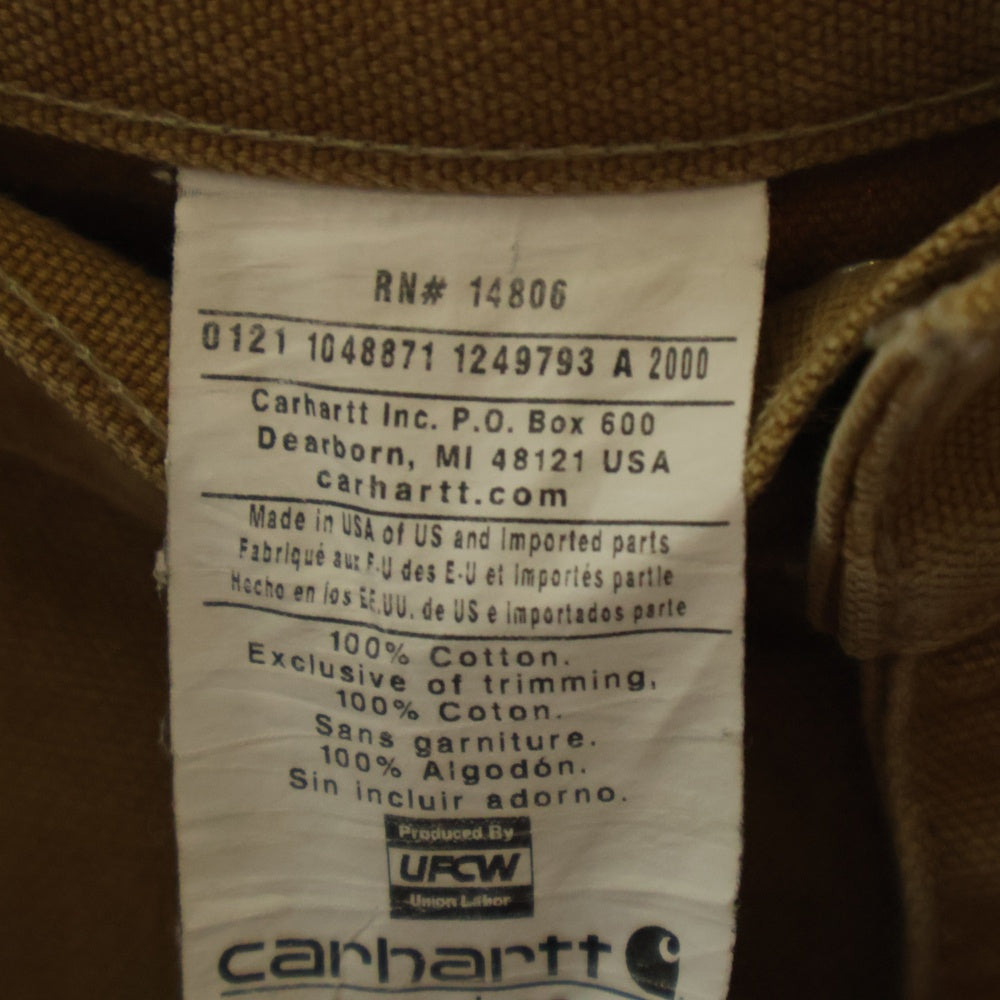 RN# 14806
0121 1048871 1249793 A 2000
Carhartt Inc. P.O. Box 600
Dearborn, MI 48121 USA
carhartt.com
Made in USA of US and Imported parts
Fabriqué aux E-U des E-U et Importés partie
Hecho en los EE.UU. de US e importados parte
100% Cotton.
Exclusive of trimming,
100% Coton.
Sans garniture.
100% Algodón.
Sin incluir adorno.
Produced By
UFCW
Union Labor
carhartt